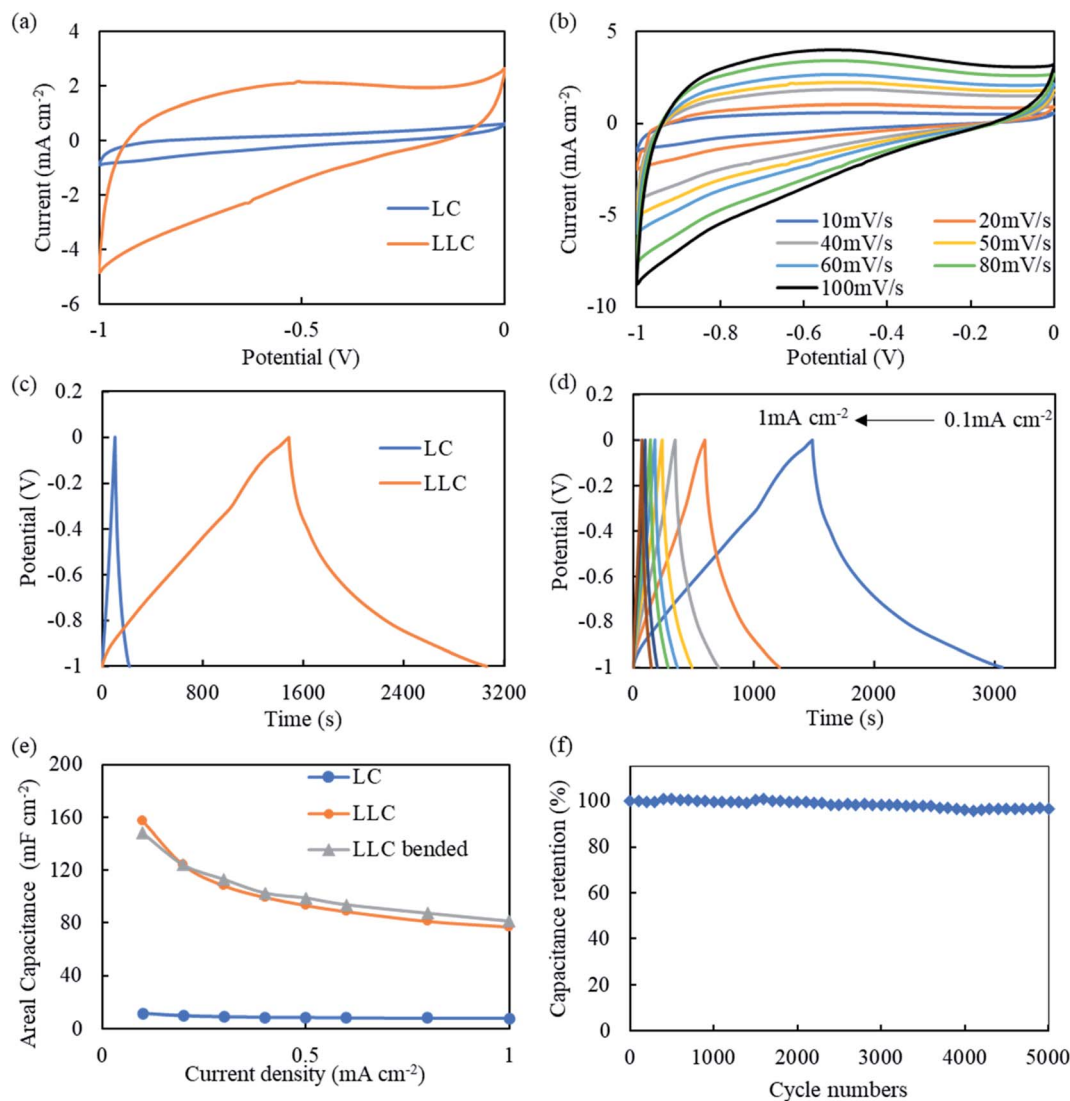 (a)
4
2
0
-2
-4
-6
Current (mA cm-2)
-1
-0.5
0
Potential (V)
LC
LLC
(b)
5
0
-5
-10
Current (mA cm-2)
-1
-0.8
-0.6
-0.4
-0.2
0
Potential (V)
10mV/s
20mV/s
40mV/s
50mV/s
60mV/s
80mV/s
100mV/s
(c)
0.2
0
-0.2
-0.4
-0.6
-0.8
-1
Potential (V)
0
800
1600
2400
3200
Time (s)
LC
LLC
(d)
0.2
0
-0.2
-0.4
-0.6
-0.8
-1
Potential (V)
0
1000
2000
3000
Time (s)
1mA cm-2
0.1mA cm-2
(e)
200
160
120
80
40
0
Areal Capacitance (mF cm-2)
0
0.5
1
Current density (mA cm-2)
LC
LLC
LLC bended
(f)
100
80
60
40
20
0
Capacitance retention (%)
0
1000
2000
3000
4000
5000
Cycle numbers